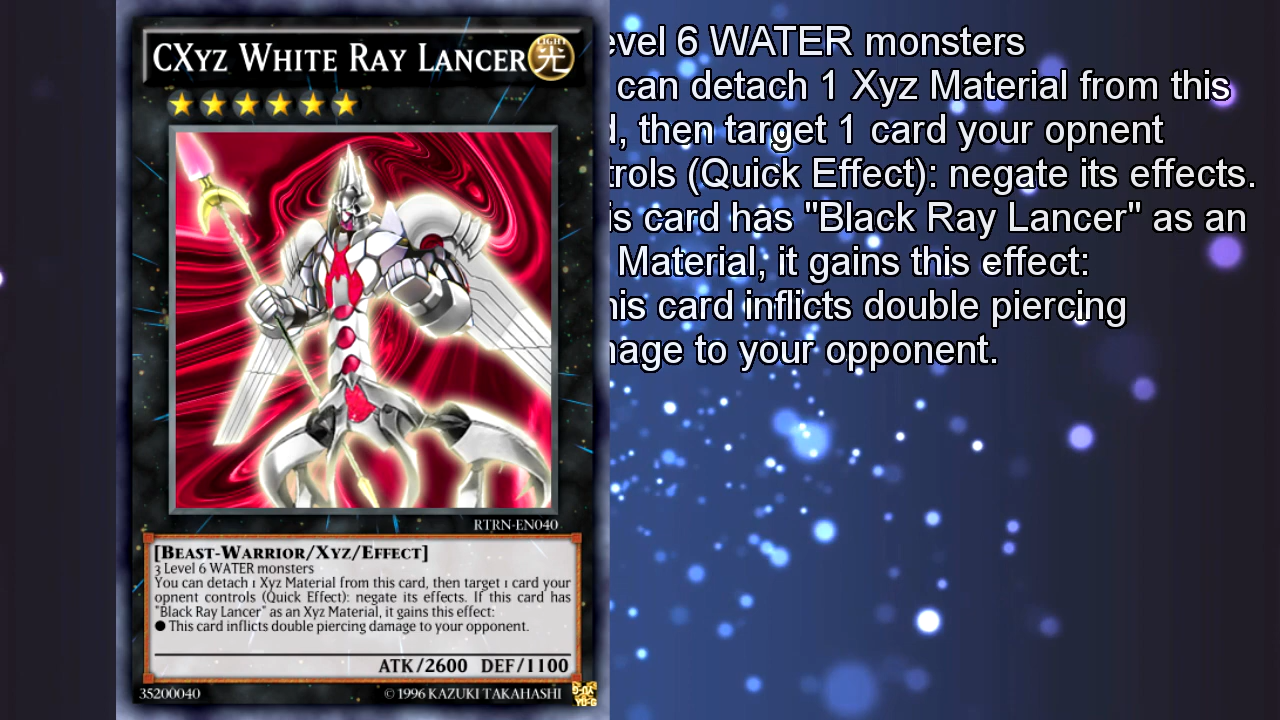 CXyz White Ray Lancer
LIGHT
光
RTRN-EN040
[Beast-Warrior/Xyz/Effect]
3 Level 6 WATER monsters
You can detach 1 Xyz Material from this card, then target 1 card your
opnent controls (Quick Effect): negate its effects. If this card has
"Black Ray Lancer" as an Xyz Material, it gains this effect:
● This card inflicts double piercing damage to your opponent.
ATK/2600 DEF/1100
35200040
© 1996 KAZUKI TAKAHASHI
evel 6 WATER monsters
can detach 1 Xyz Material from this
d, then target 1 card your opnent
trols (Quick Effect): negate its effects.
is card has "Black Ray Lancer" as an
Material, it gains this effect:
his card inflicts double piercing
mage to your opponent.